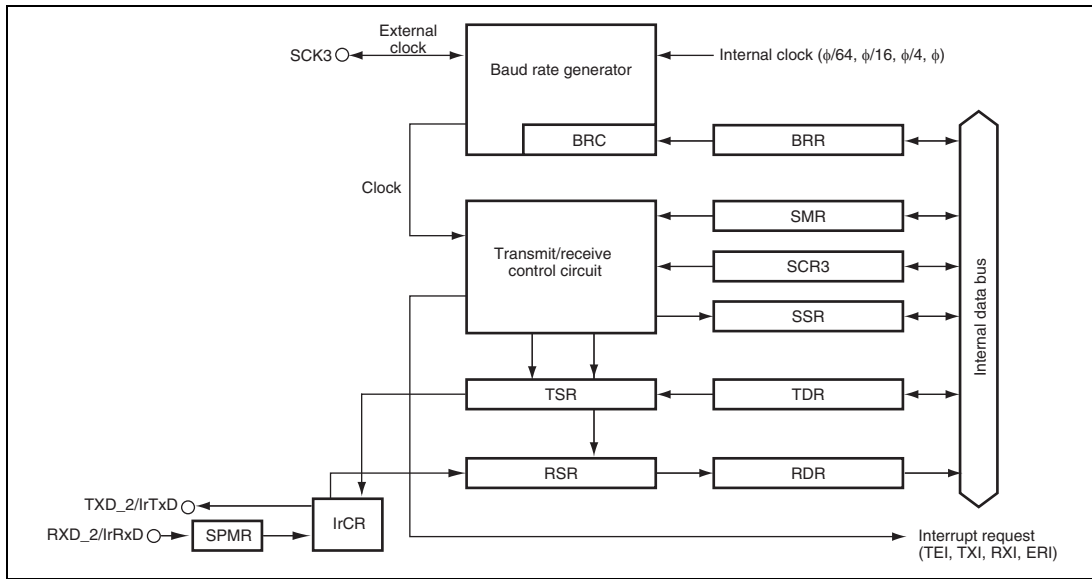 External
clock
SCK3
Baud rate generator
Internal clock (ϕ/64, ϕ/16, ϕ/4, ϕ)
BRC
BRR
Clock
SMR
Transmit/receive
control circuit
SCR3
SSR
Internal data bus
TSR
TDR
RSR
RDR
TXD_2/IrTxD
IrCR
RXD_2/IrRxD
SPMR
Interrupt request
(TEI, TXI, RXI, ERI)